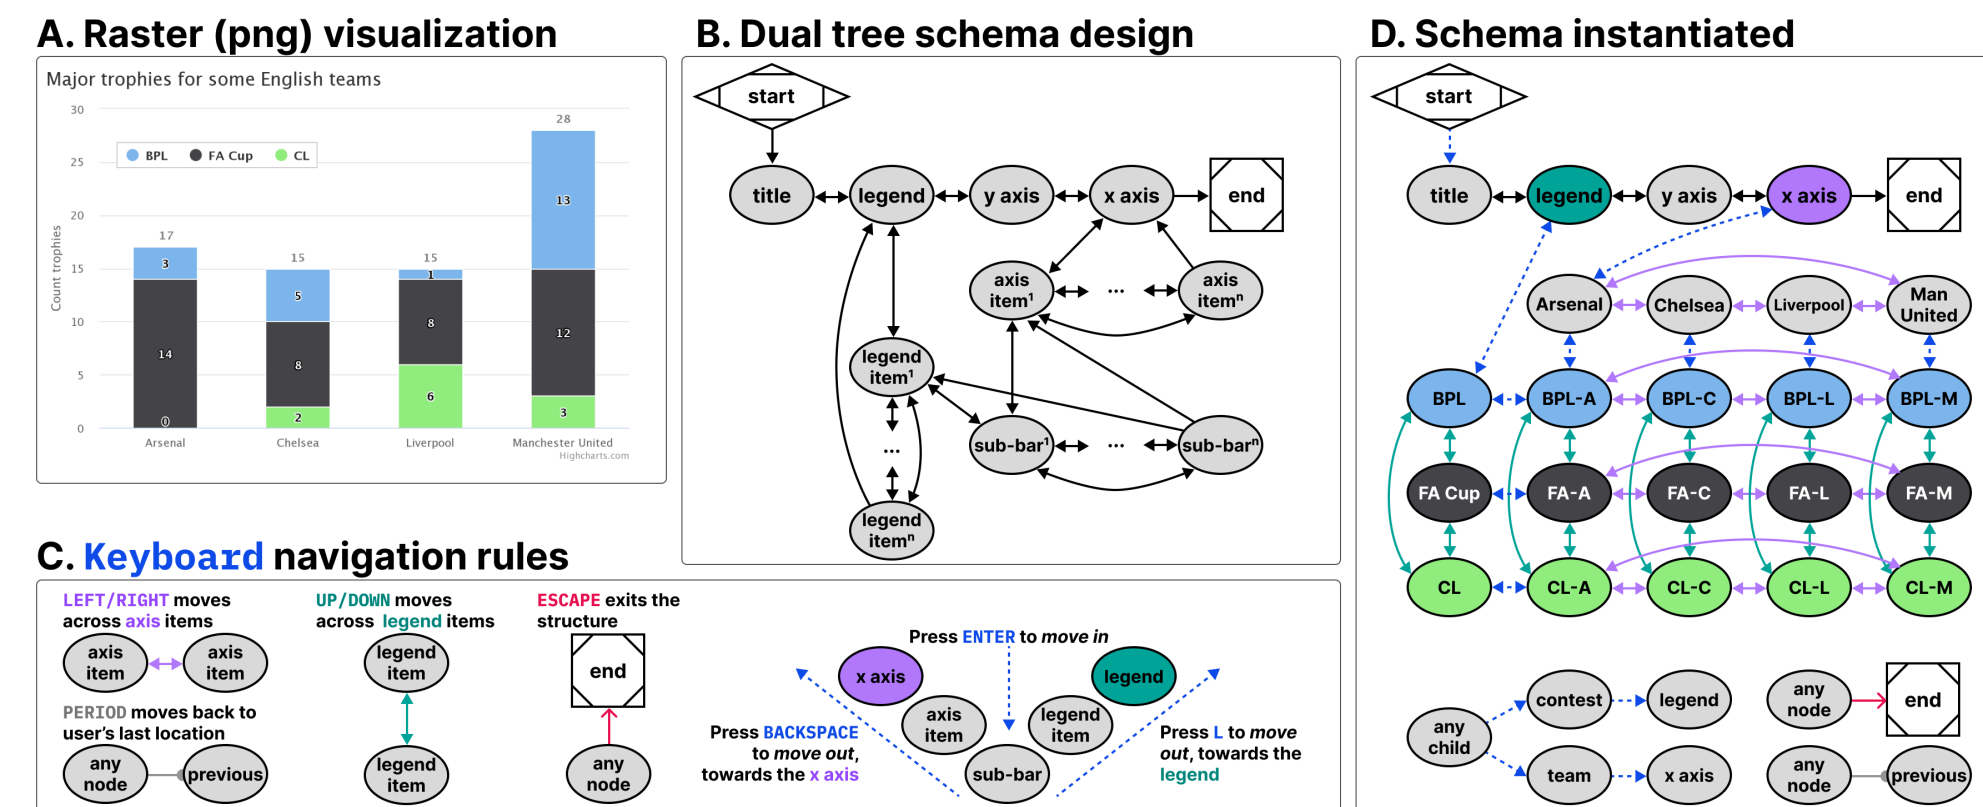 A. Raster (png) visualization
Major trophies for some English teams
30
25
20
15
10
5
0
Count trophies
BPL
FA Cup
CL
17
3
14
0
Arsenal
15
5
8
2
Chelsea
15
1
8
6
Liverpool
28
13
12
3
Manchester United
Highcharts.com
B. Dual tree schema design
start
title
legend
y axis
x axis
end
axis
item¹
...
axis
itemⁿ
legend
item¹
...
legend
itemⁿ
sub-bar¹
...
sub-barⁿ
C. Keyboard navigation rules
LEFT/RIGHT moves
across axis items
axis
item
axis
item
PERIOD moves back to
user's last location
any
node
previous
UP/DOWN moves
across legend items
legend
item
legend
item
ESCAPE exits the
structure
end
any
node
Press ENTER to move in
x axis
legend
axis
item
legend
item
sub-bar
Press BACKSPACE
to move out,
towards the x axis
Press L to move
out, towards the
legend
D. Schema instantiated
start
title
legend
y axis
x axis
end
Arsenal
Chelsea
Liverpool
Man
United
BPL
BPL-A
BPL-C
BPL-L
BPL-M
FA Cup
FA-A
FA-C
FA-L
FA-M
CL
CL-A
CL-C
CL-L
CL-M
any
child
contest
legend
team
x axis
any
node
end
any
node
previous